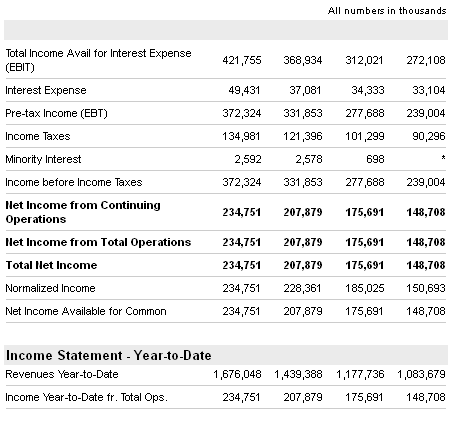 All numbers in thousands
Total Income Avail for Interest Expense
(EBIT) 421,755 368,934 312,021 272,108
Interest Expense 49,431 37,081 34,333 33,104
Pre-tax Income (EBT) 372,324 331,853 277,688 239,004
Income Taxes 134,981 121,396 101,299 90,296
Minority Interest 2,592 2,578 698 *
Income before Income Taxes 372,324 331,853 277,688 239,004
Net Income from Continuing
Operations 234,751 207,879 175,691 148,708
Net Income from Total Operations 234,751 207,879 175,691 148,708
Total Net Income 234,751 207,879 175,691 148,708
Normalized Income 234,751 228,361 185,025 150,693
Net Income Available for Common 234,751 207,879 175,691 148,708
Income Statement - Year-to-Date
Revenues Year-to-Date 1,676,048 1,439,388 1,177,736 1,083,679
Income Year-to-Date fr. Total Ops. 234,751 207,879 175,691 148,708